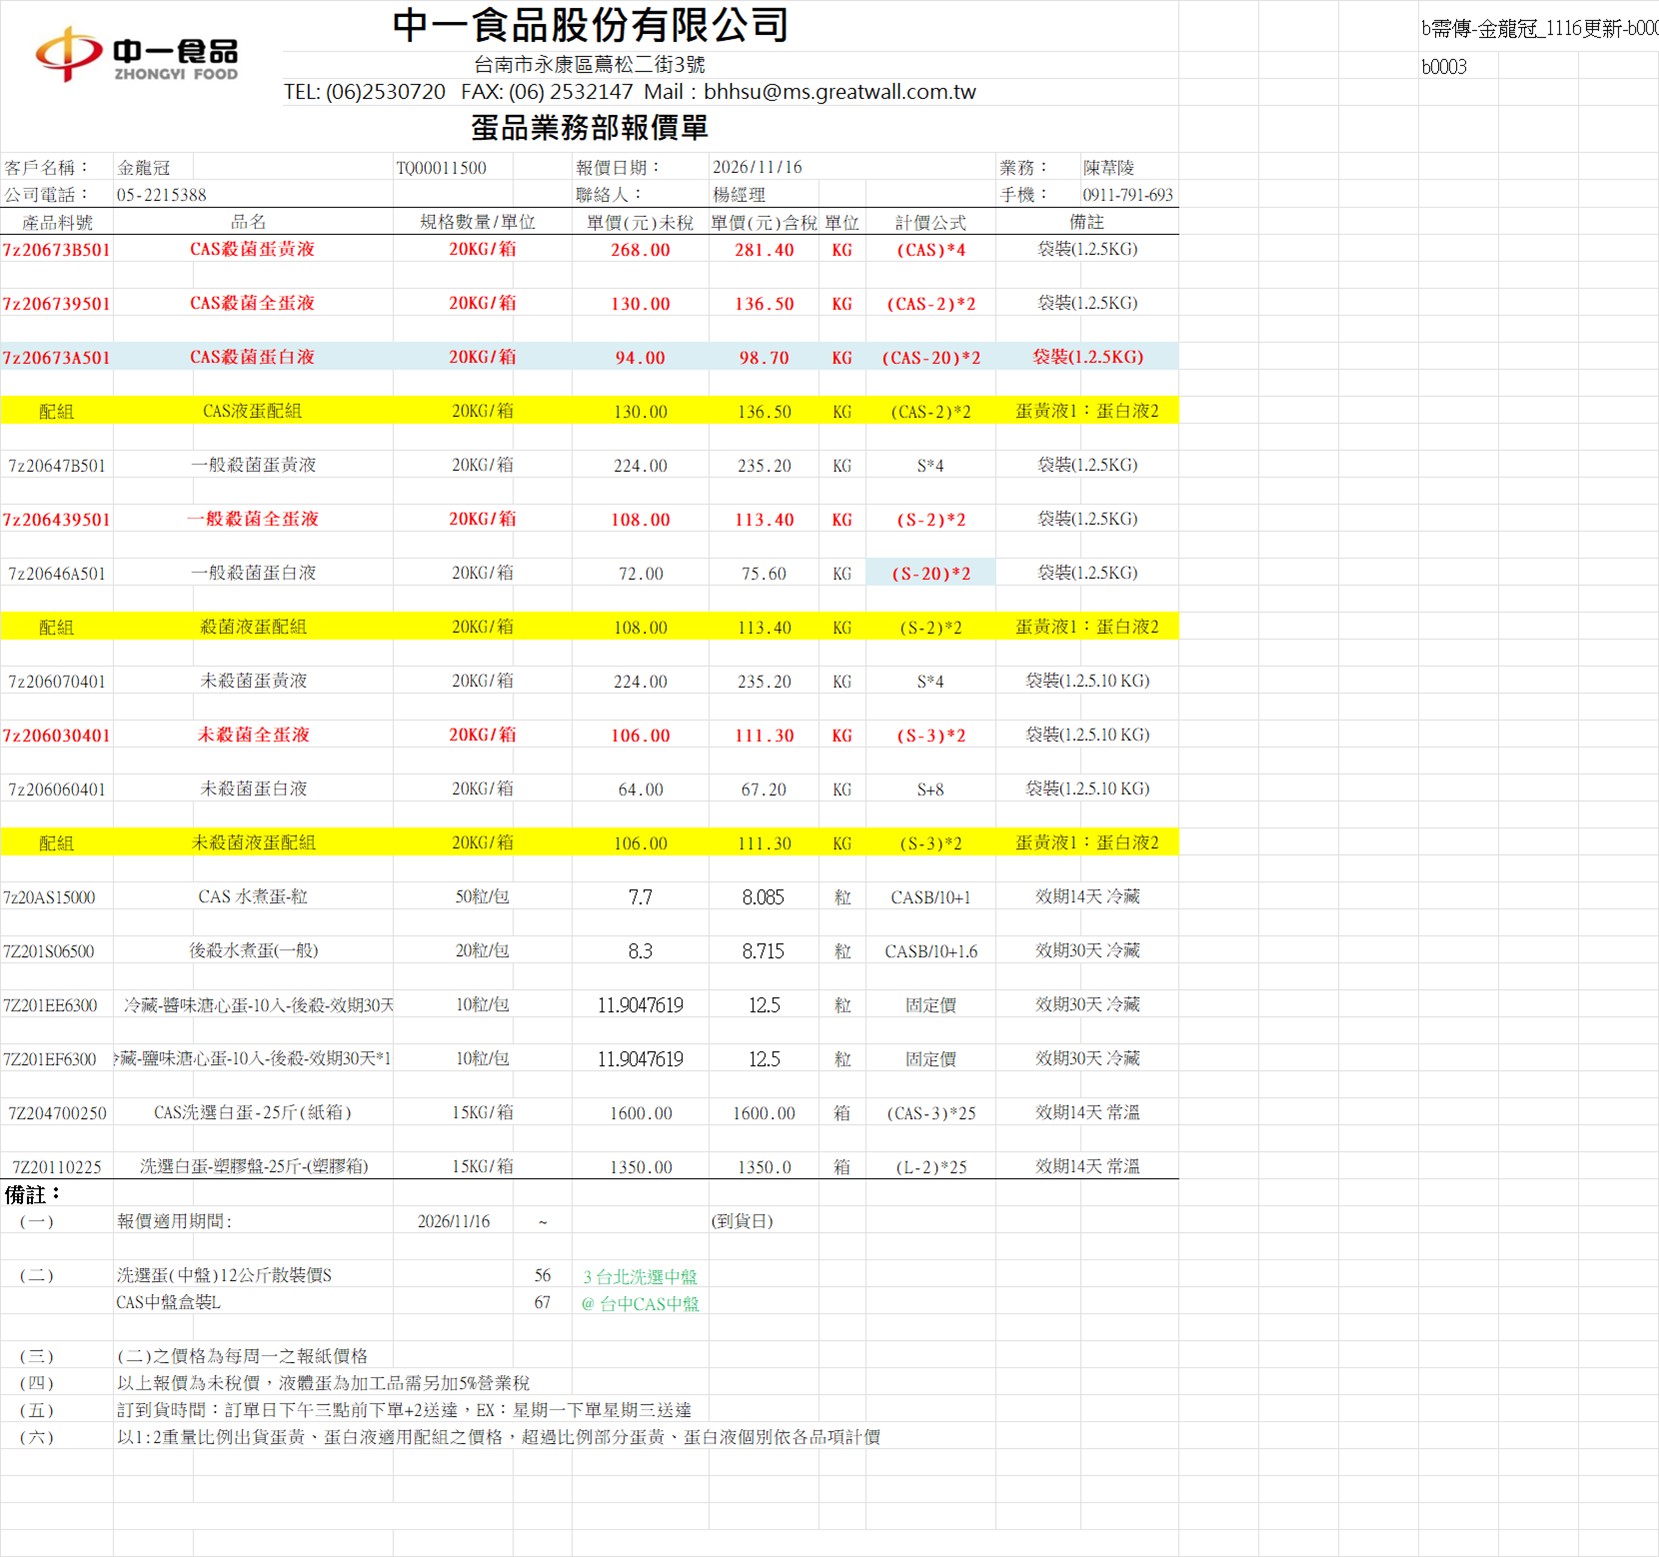 中一食品股份有限公司
中一食品
ZHONGYI FOOD
台南市永康區蔦松二街3號
TEL: (06)2530720 FAX: (06) 2532147 Mail：bhhsu@ms.greatwall.com.tw
蛋品業務部報價單
b需傳-金龍冠_1116更新-b000
b0003
客戶名稱： 金龍冠 TQ00011500 報價日期： 2026/11/16 業務： 陳葦陵
公司電話： 05-2215388 聯絡人： 楊經理 手機： 0911-791-693
產品料號 品名 規格數量/單位 單價(元)未稅 單價(元)含稅 單位 計價公式 備註
7z20673B501 CAS殺菌蛋黃液 20KG/箱 268.00 281.40 KG (CAS)*4 袋裝(1.2.5KG)
7z206739501 CAS殺菌全蛋液 20KG/箱 130.00 136.50 KG (CAS-2)*2 袋裝(1.2.5KG)
7z20673A501 CAS殺菌蛋白液 20KG/箱 94.00 98.70 KG (CAS-20)*2 袋裝(1.2.5KG)
配組 CAS液蛋配組 20KG/箱 130.00 136.50 KG (CAS-2)*2 蛋黃液1：蛋白液2
7z20647B501 一般殺菌蛋黃液 20KG/箱 224.00 235.20 KG S*4 袋裝(1.2.5KG)
7z206439501 一般殺菌全蛋液 20KG/箱 108.00 113.40 KG (S-2)*2 袋裝(1.2.5KG)
7z20646A501 一般殺菌蛋白液 20KG/箱 72.00 75.60 KG (S-20)*2 袋裝(1.2.5KG)
配組 殺菌液蛋配組 20KG/箱 108.00 113.40 KG (S-2)*2 蛋黃液1：蛋白液2
7z206070401 未殺菌蛋黃液 20KG/箱 224.00 235.20 KG S*4 袋裝(1.2.5.10 KG)
7z206030401 未殺菌全蛋液 20KG/箱 106.00 111.30 KG (S-3)*2 袋裝(1.2.5.10 KG)
7z206060401 未殺菌蛋白液 20KG/箱 64.00 67.20 KG S+8 袋裝(1.2.5.10 KG)
配組 未殺菌液蛋配組 20KG/箱 106.00 111.30 KG (S-3)*2 蛋黃液1：蛋白液2
7z20AS15000 CAS 水煮蛋-粒 50粒/包 7.7 8.085 粒 CASB/10+1 效期14天 冷藏
7Z201S06500 後殺水煮蛋(一般) 20粒/包 8.3 8.715 粒 CASB/10+1.6 效期30天 冷藏
7Z201EE6300 冷藏-醬味溏心蛋-10入-後殺-效期30天 10粒/包 11.9047619 12.5 粒 固定價 效期30天 冷藏
7Z201EF6300 藏-鹽味溏心蛋-10入-後殺-效期30天*1 10粒/包 11.9047619 12.5 粒 固定價 效期30天 冷藏
7Z204700250 CAS洗選白蛋-25斤(紙箱) 15KG/箱 1600.00 1600.00 箱 (CAS-3)*25 效期14天 常溫
7Z20110225 洗選白蛋-塑膠盤-25斤-(塑膠箱) 15KG/箱 1350.00 1350.0 箱 (L-2)*25 效期14天 常溫
備註：
(一) 報價適用期間: 2026/11/16 ~ (到貨日)
(二) 洗選蛋(中盤)12公斤散裝價S 56 3 台北洗選中盤
CAS中盤盒裝L 67 @ 台中CAS中盤
(三) (二)之價格為每周一之報紙價格
(四) 以上報價為未稅價，液體蛋為加工品需另加5%營業稅
(五) 訂到貨時間：訂單日下午三點前下單+2送達，EX：星期一下單星期三送達
(六) 以1:2重量比例出貨蛋黃、蛋白液適用配組之價格，超過比例部分蛋黃、蛋白液個別依各品項計價